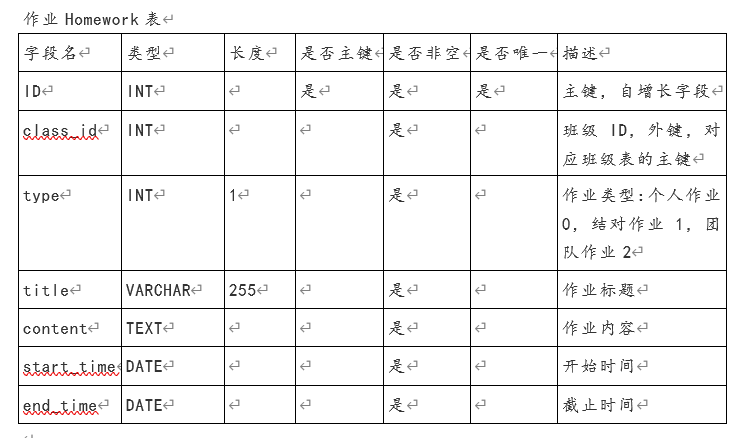 作业 Homework 表
字段名 类型 长度 是否主键 是否非空 是否唯一 描述
ID INT 是 是 是 主键, 自增长字段
class_id INT 是 班级 ID, 外键, 对
应班级表的主键
type INT 1 是 作业类型:个人作业
0, 结对作业 1, 团
队作业 2
title VARCHAR 255 是 作业标题
content TEXT 是 作业内容
start_time DATE 是 开始时间
end_time DATE 是 截止时间